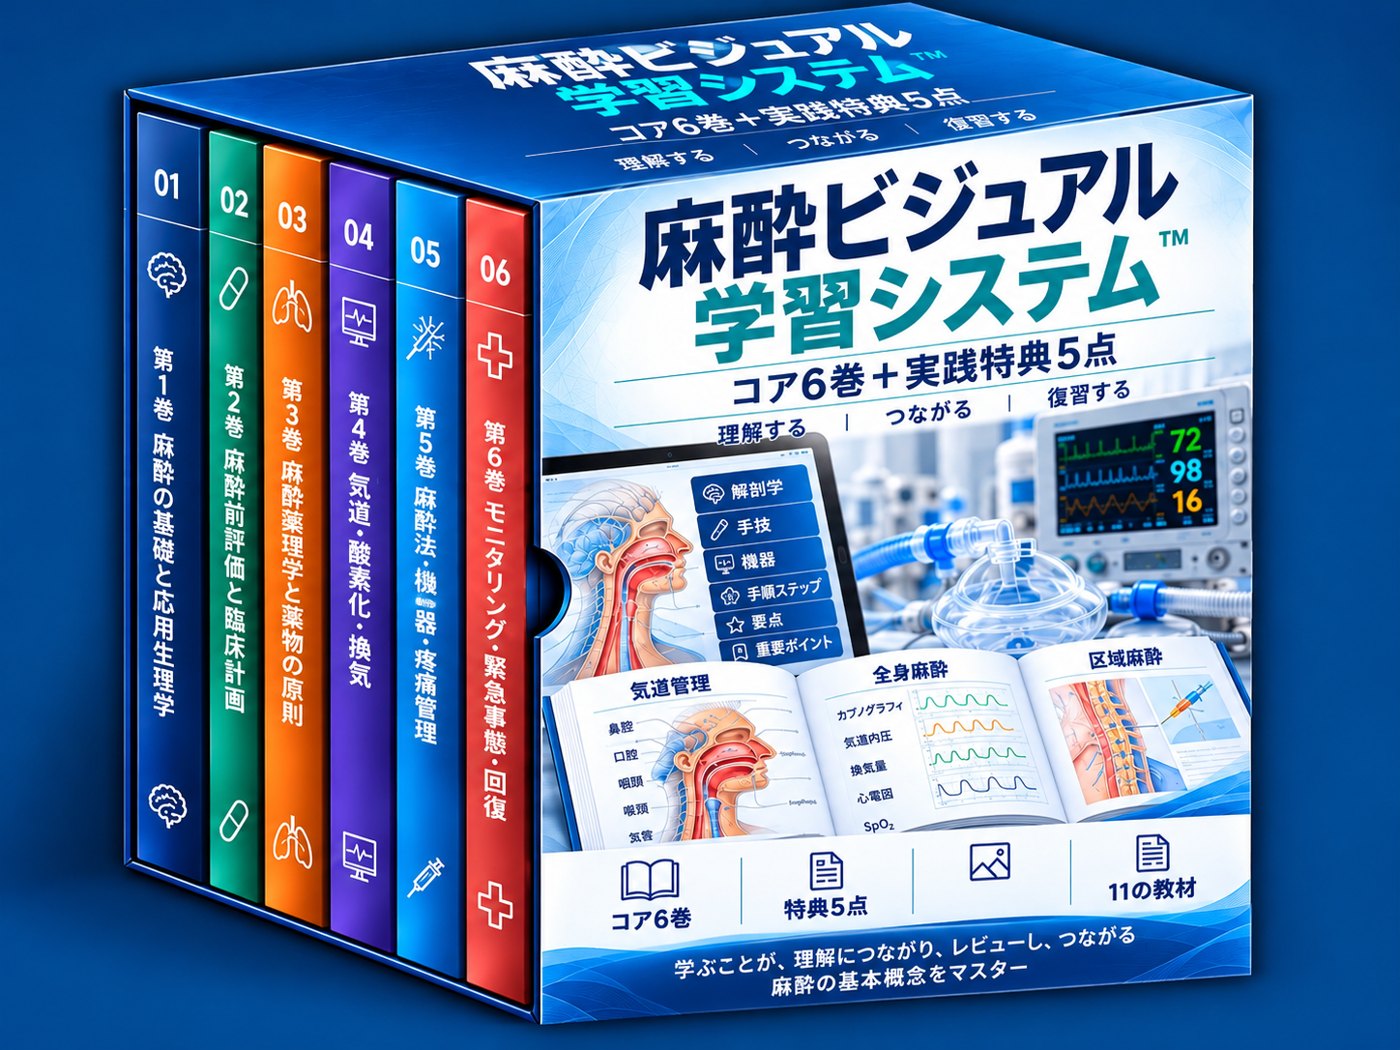 麻酔ビジュアル
学習システム™
コア6巻＋実践特典5点
理解する | つながる | 復習する
01
第1巻 麻酔の基礎と応用生理学
02
第2巻 麻酔前評価と臨床計画
03
第3巻 麻酔薬理学と薬物の原則
04
第4巻 気道・酸素化・換気
05
第5巻 麻酔法・機器・疼痛管理
06
第6巻 モニタリング・緊急事態・回復
麻酔ビジュアル
学習システム™
コア6巻＋実践特典5点
理解する | つながる | 復習する
72
98
16
解剖学
手技
機器
手順ステップ
要点
重要ポイント
気道管理
鼻腔
口腔
咽頭
喉頭
気管
全身麻酔
カプノグラフィ
気道内圧
換気量
心電図
SpO₂
区域麻酔
コア6巻
特典5点
11の教材
学ぶことが、理解につながり、レビューし、つながる
麻酔の基本概念をマスター